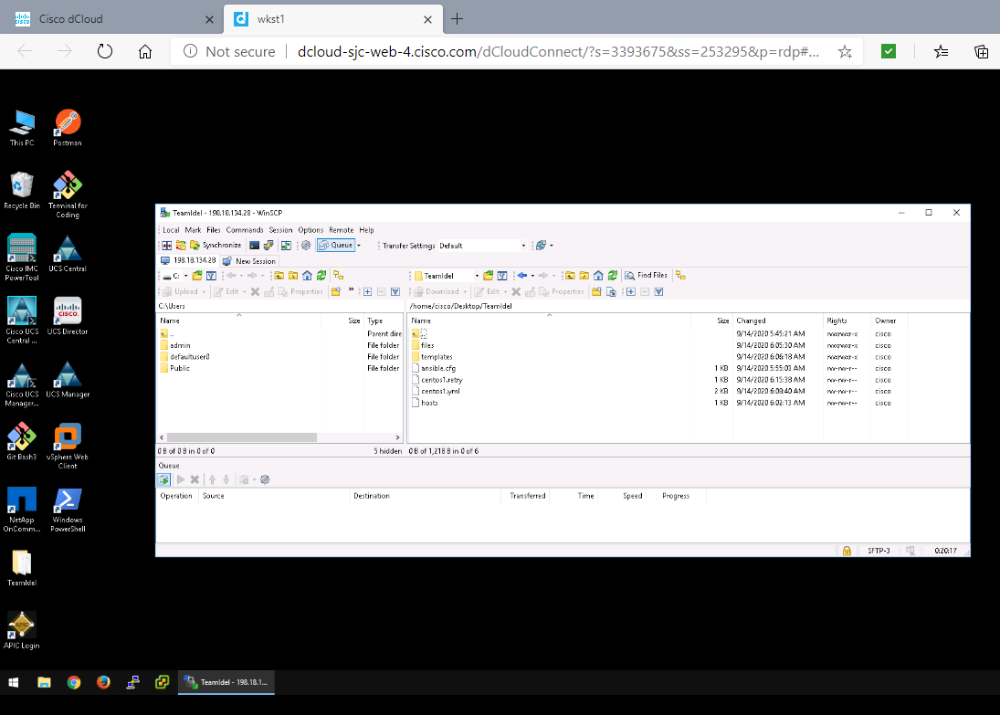 Cisco dCloud
wkst1
Not secure
dcloud-sjc-web-4.cisco.com/dCloudConnect/?s=3393675&ss=253295&p=rdp#...
This PC
Postman
Recycle Bin
Terminal for Coding
Cisco IMC PowerTool
UCS Central
Cisco UCS Central ...
UCS Director
Cisco UCS Manager...
UCS Manager
Git Bash3
vSphere Web Client
NetApp OnComm...
Windows PowerShell
TeamIdel
APIC Login
TeamIdel - 198.18.134.28 - WinSCP
Local Mark Files Commands Session Options Remote Help
Synchronize Queue Transfer Settings Default
198.18.134.28 New Session
C: TeamIdel Find Files
Upload Edit Properties Download Edit Properties
C:\Users /home/cisco/Desktop/TeamIdel
Name Size Type
.. Parent dire
admin File folder
defaultuser0 File folder
Public File folder
Name Size Changed Rights Owner
.. 9/14/2020 5:45:21 AM rwxrwxr-x cisco
files 9/14/2020 6:05:30 AM rwxrwxr-x cisco
templates 9/14/2020 6:06:18 AM rwxrwxr-x cisco
ansible.cfg 1 KB 9/14/2020 5:55:03 AM rw-rw-r-- cisco
centos1.retry 1 KB 9/14/2020 6:15:38 AM rw-rw-r-- cisco
centos1.yml 2 KB 9/14/2020 6:08:40 AM rw-rw-r-- cisco
hosts 1 KB 9/14/2020 6:02:13 AM rw-rw-r-- cisco
0 B of 0 B in 0 of 0 5 hidden 0 B of 1,218 B in 0 of 6
Queue
Operation Source Destination Transferred Time Speed Progress
SFTP-3 0:20:17
TeamIdel - 198.18.1...